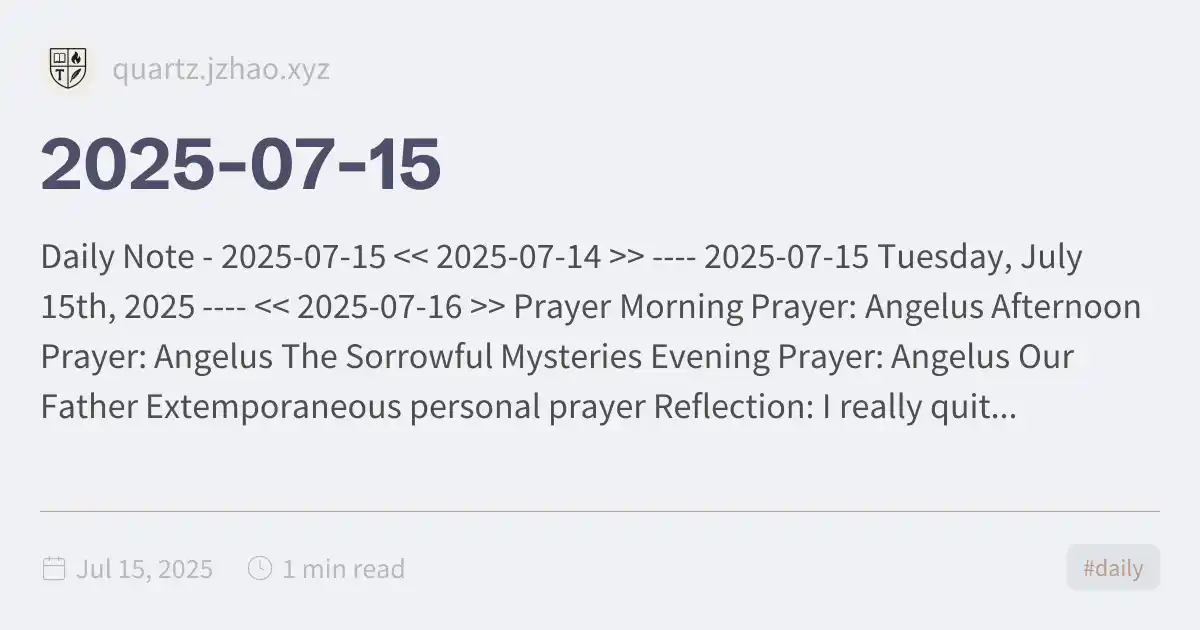 T
quartz.jzhao.xyz
2025-07-15
Daily Note - 2025-07-15 << 2025-07-14 >> ---- 2025-07-15 Tuesday, July
15th, 2025 ---- << 2025-07-16 >> Prayer Morning Prayer: Angelus Afternoon
Prayer: Angelus The Sorrowful Mysteries Evening Prayer: Angelus Our
Father Extemporaneous personal prayer Reflection: I really quit...
Jul 15, 2025 1 min read #daily